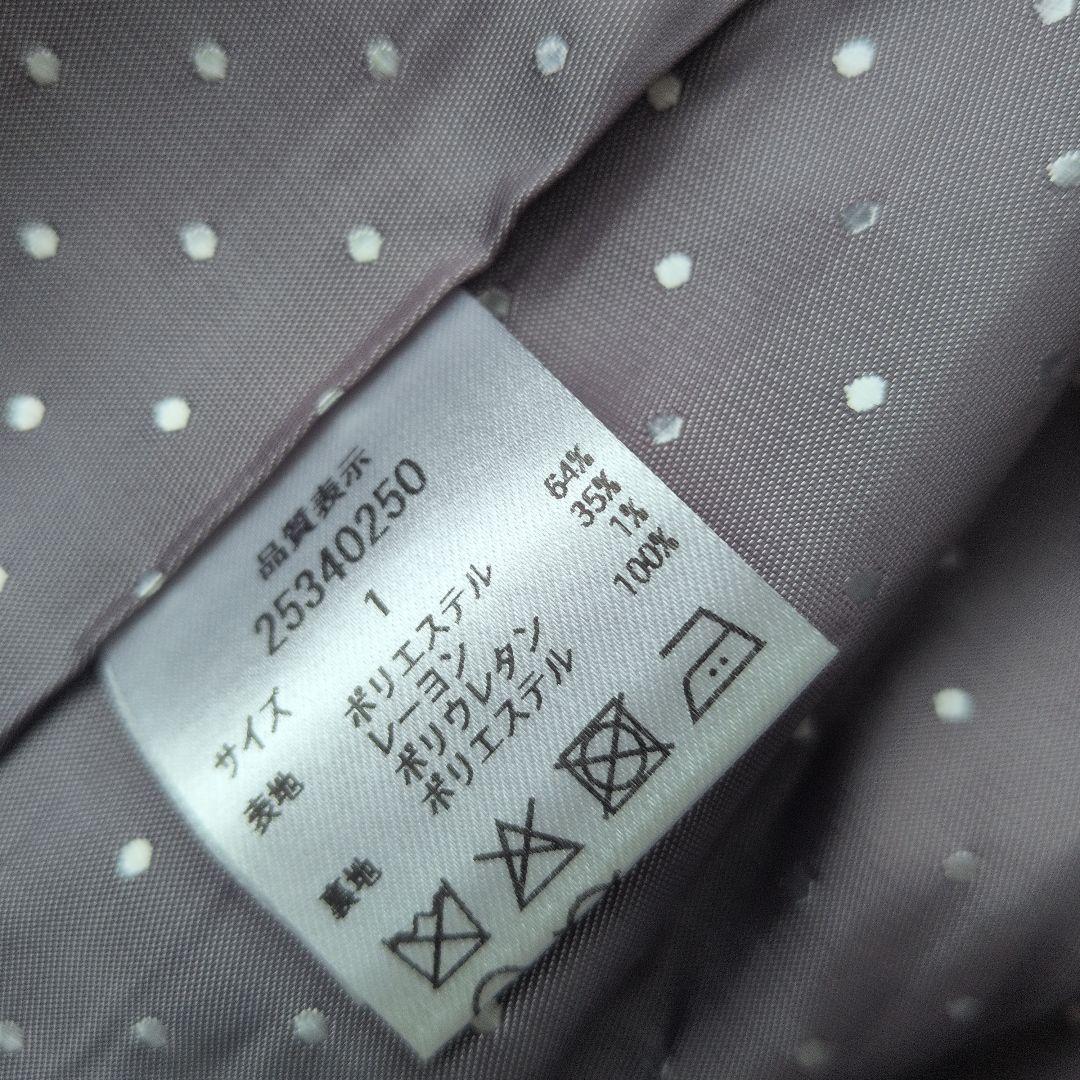 品質表示
25340250
サイズ 1
表地 ポリエステル 64%
レーヨン 35%
ポリウレタン 1%
裏地 ポリエステル 100%